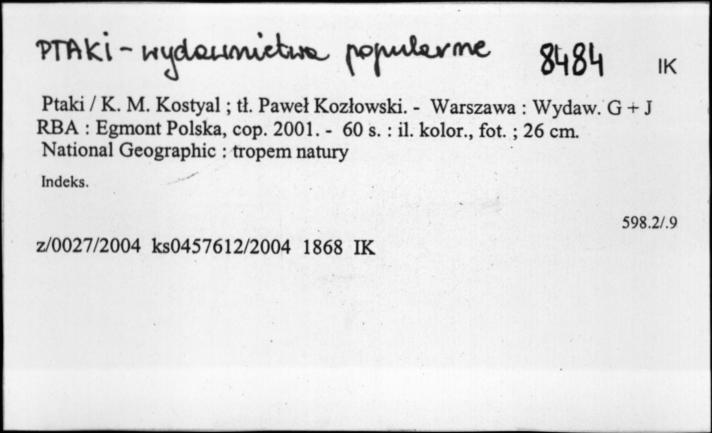 PTAKI - wydawnictwa popularne 8484 IK
Ptaki / K. M. Kostyal ; tł. Paweł Kozłowski. - Warszawa : Wydaw. G + J
RBA : Egmont Polska, cop. 2001. - 60 s. : il. kolor., fot. ; 26 cm.
National Geographic : tropem natury
Indeks.
598.2/.9
z/0027/2004 ks0457612/2004 1868 IK